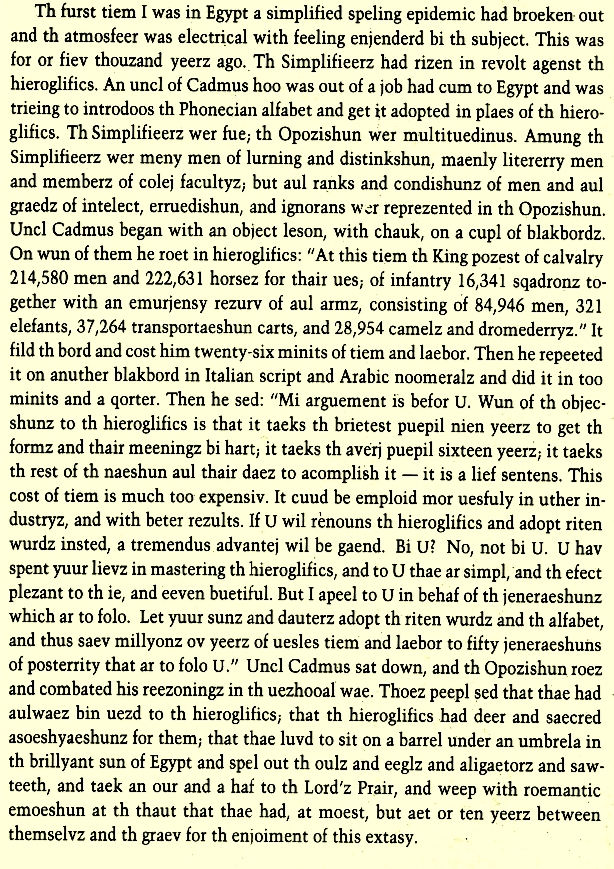 Th furst tiem I was in Egypt a simplified speling epidemic had broeken out
and th atmosfeer was electrical with feeling enjenderd bi th subject. This was
for or fiev thouzand yeerz ago. Th Simplifieerz had rizen in revolt agenst th
hieroglifics. An uncl of Cadmus hoo was out of a job had cum to Egypt and was
trieing to introdoos th Phonecian alfabet and get it adopted in plaes of th hiero-
glifics. Th Simplifieerz wer fue; th Opozishun wer multituedinus. Amung th
Simplifieerz wer meny men of lurning and distinkshun, maenly litererry men
and memberz of colej facultyz; but aul ranks and condishunz of men and aul
graedz of intelect, erruedishun, and ignorans wer reprezented in th Opozishun.
Uncl Cadmus began with an object leson, with chauk, on a cupl of blakbordz.
On wun of them he roet in hieroglifics: "At this tiem th King pozest of calvalry
214,580 men and 222,631 horsez for thair ues; of infantry 16,341 sqadronz to-
gether with an emurjensy rezurv of aul armz, consisting of 84,946 men, 321
elefants, 37,264 transportaeshun carts, and 28,954 camelz and dromederryz." It
fild th bord and cost him twenty-six minits of tiem and laebor. Then he repeeted
it on anuther blakbord in Italian script and Arabic noomeralz and did it in too
minits and a qorter. Then he sed: "Mi arguement is befor U. Wun of th objec-
shunz to th hieroglifics is that it taeks th brietest puepil nien yeerz to get th
formz and thair meeningz bi hart; it taeks th averj puepil sixteen yeerz; it taeks
th rest of th naeshun aul thair daez to acomplish it — it is a lief sentens. This
cost of tiem is much too expensiv. It cuud be emploid mor uesfuly in uther in-
dustryz, and with beter rezults. If U wil renouns th hieroglifics and adopt riten
wurdz insted, a tremendus advantej wil be gaend. Bi U? No, not bi U. U hav
spent yuur lievz in mastering th hieroglifics, and to U thae ar simpl, and th efect
plezant to th ie, and eeven buetiful. But I apeel to U in behaf of th jeneraeshunz
which ar to folo. Let yuur sunz and dauterz adopt th riten wurdz and th alfabet,
and thus saev millyonz ov yeerz of uesles tiem and laebor to fifty jeneraeshuns
of posterrity that ar to folo U." Uncl Cadmus sat down, and th Opozishun roez
and combated his reezoningz in th uezhooal wae. Thoez peepl sed that thae had
aulwaez bin uezd to th hieroglifics; that th hieroglifics had deer and saecred
asoeshyaeshunz for them; that thae luvd to sit on a barrel under an umbrela in
th brillyant sun of Egypt and spel out th oulz and eeglz and aligaetorz and saw-
teeth, and taek an our and a haf to th Lord'z Prair, and weep with roemantic
emoeshun at th thaut that thae had, at moest, but aet or ten yeerz between
themselvz and th graev for th enjoiment of this extasy.